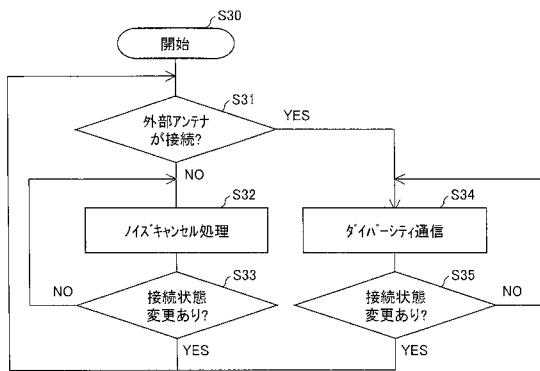 S30
開始
S31
外部アンテナ
が接続?
YES
NO
S32
ノイズキャンセル処理
S34
ダイバーシティ通信
S33
接続状態
変更あり?
NO
YES
S35
接続状態
変更あり?
NO
YES